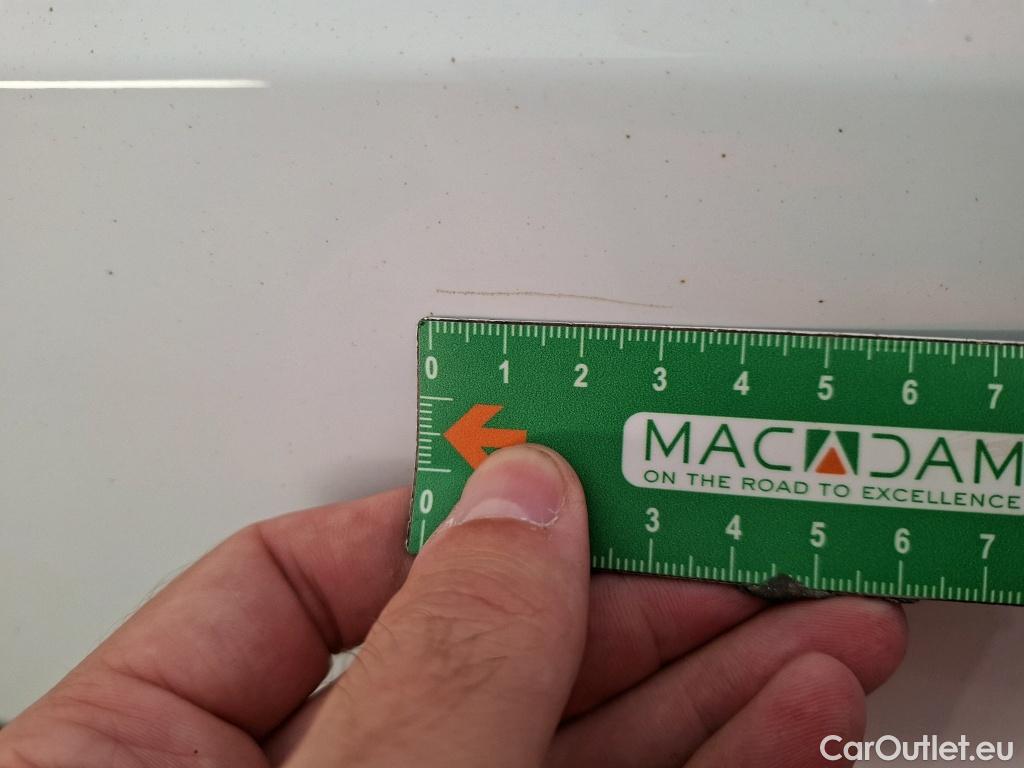 0 1 2 3 4 5 6 7
MACADAM
ON THE ROAD TO EXCELLENCE
0 3 4 5 6 7
CarOutlet.eu